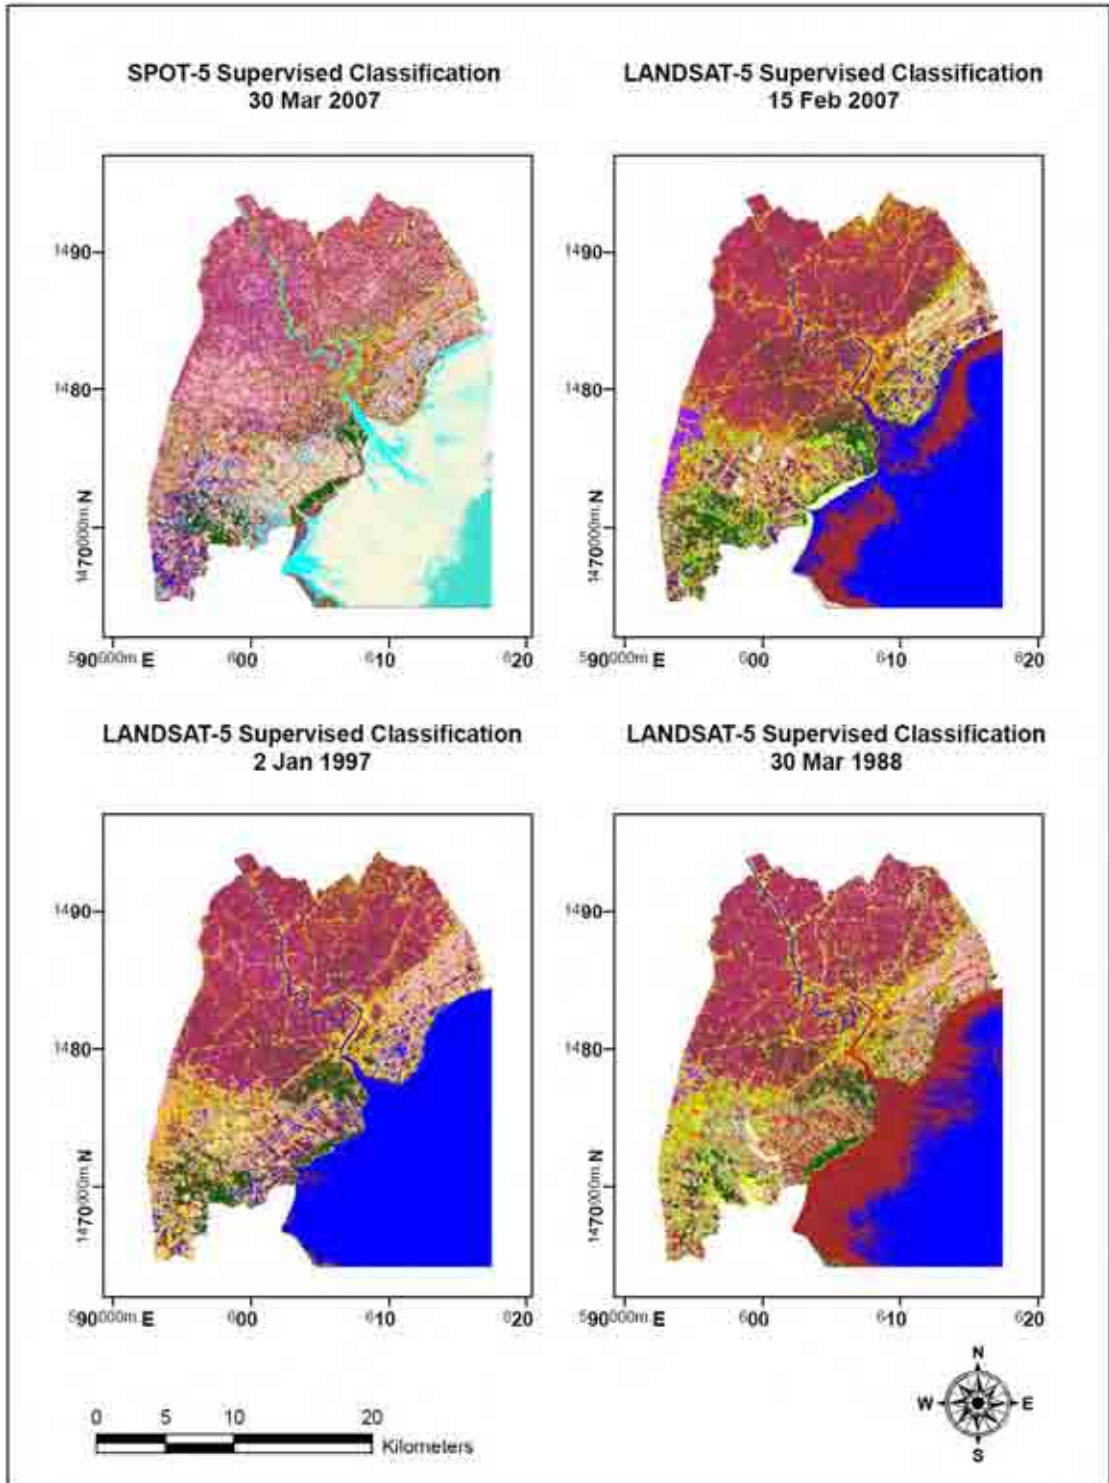 SPOT-5 Supervised Classification
30 Mar 2007
LANDSAT-5 Supervised Classification
15 Feb 2007
1490
1480
1470000m. N
590000m. E
600
610
620
1490
1480
1470000m. N
590000m. E
600
610
620
LANDSAT-5 Supervised Classification
2 Jan 1997
LANDSAT-5 Supervised Classification
30 Mar 1988
1490
1480
1470000m. N
590000m. E
600
610
620
1490
1480
1470000m. N
590000m. E
600
610
620
0 5 10 20
Kilometers
N
W E
S